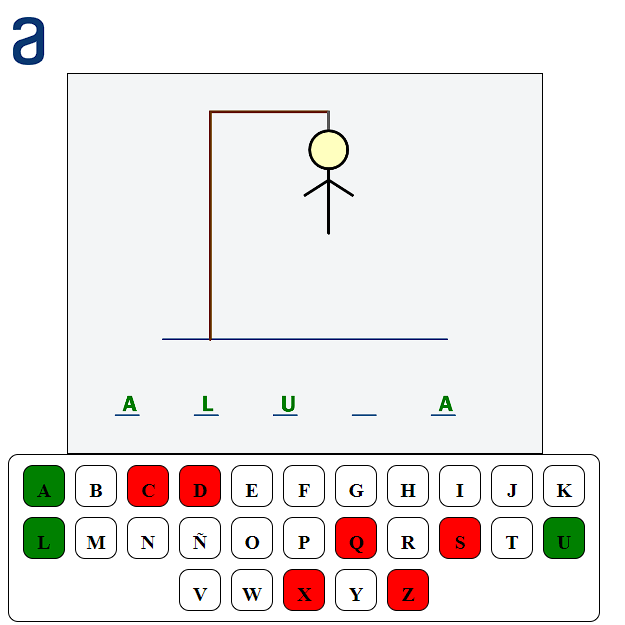 a
A L U _ A
A B C D E F G H I J K
L M N Ñ O P Q R S T U
V W X Y Z